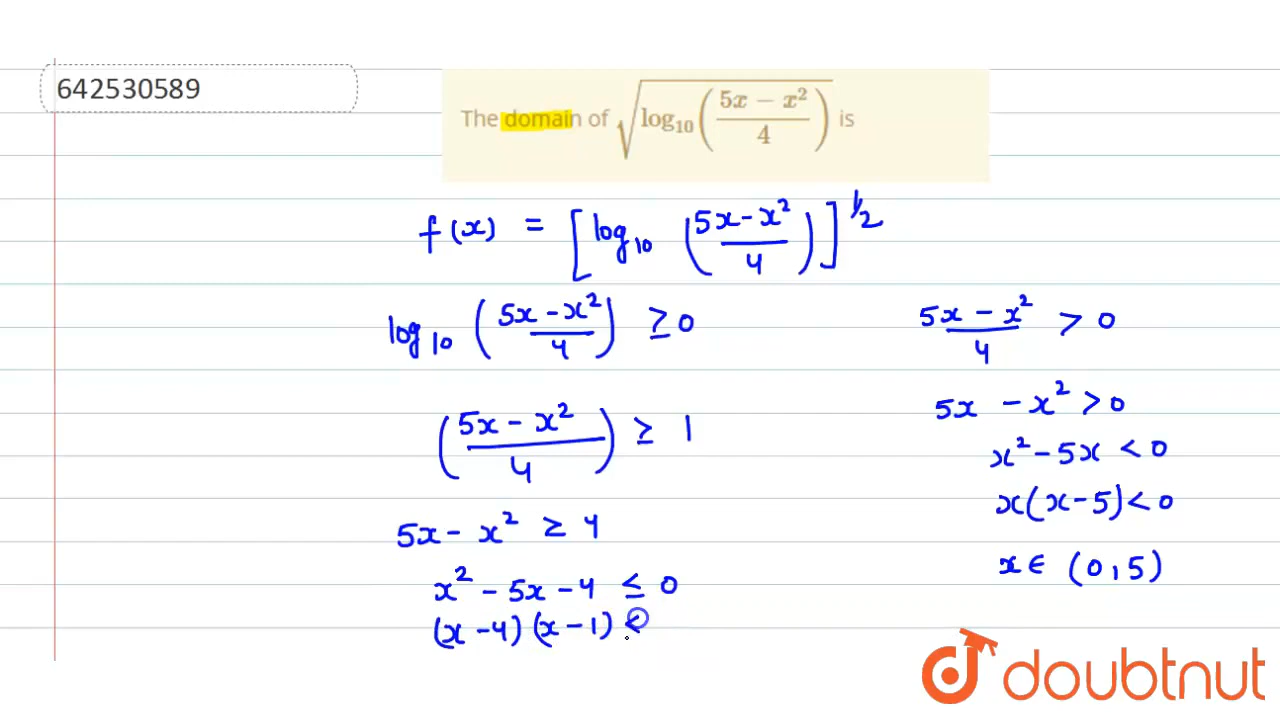 642530589
The domain of √(log₁₀((5x − x²)/4)) is
f(x) = [log₁₀ ((5x − x²)/4)]^½
log₁₀ ((5x − x²)/4) ≥ 0
((5x − x²)/4) ≥ 1
5x − x² ≥ 4
x² − 5x − 4 ≤ 0
(x − 4) (x − 1) <
(5x − x²)/4 > 0
5x − x² > 0
x² − 5x < 0
x(x − 5) < 0
x ∈ (0, 5)
doubtnut